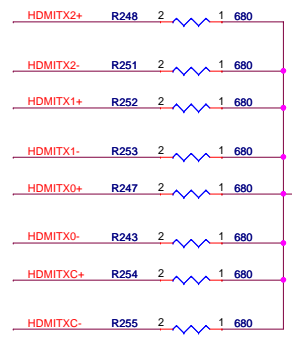 HDMITX2+ R248 2 1 680
HDMITX2- R251 2 1 680
HDMITX1+ R252 2 1 680
HDMITX1- R253 2 1 680
HDMITX0+ R247 2 1 680
HDMITX0- R243 2 1 680
HDMITXC+ R254 2 1 680
HDMITXC- R255 2 1 680